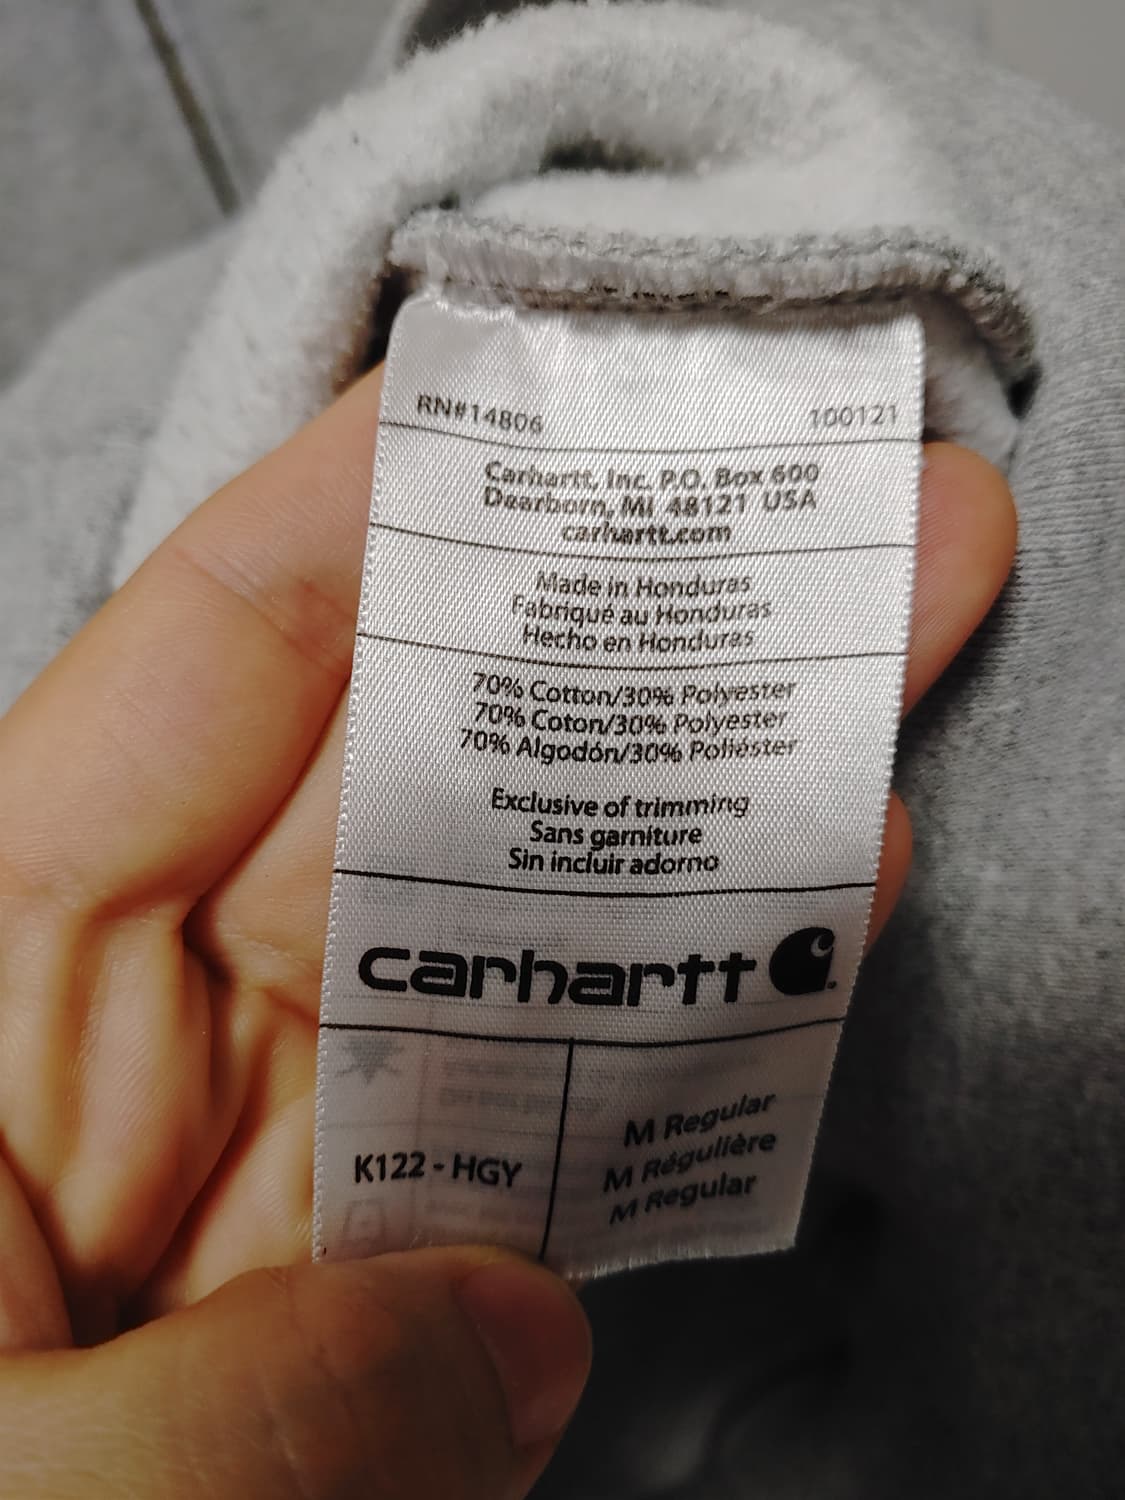 RN#14806 100121
Carhartt, Inc. P.O. Box 600
Dearborn, MI 48121 USA
carhartt.com
Made in Honduras
Fabriqué au Honduras
Hecho en Honduras
70% Cotton/30% Polyester
70% Coton/30% Polyester
70% Algodón/30% Poliéster
Exclusive of trimming
Sans garniture
Sin incluir adorno
carhartt
K122 - HGY
M Regular
M Régulière
M Regular